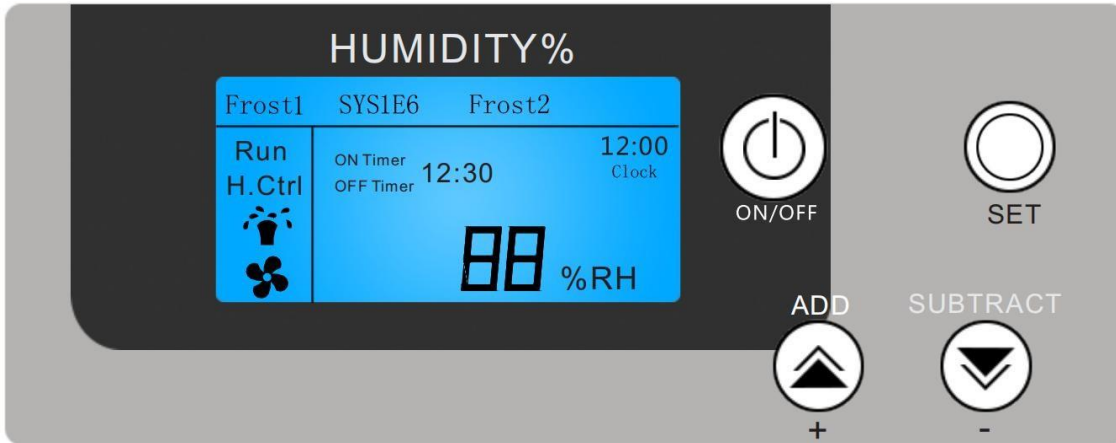 HUMIDITY%
Frost1 SYS1E6 Frost2
Run
H.Ctrl
ON Timer
OFF Timer
12:30
12:00
Clock
88 %RH
ON/OFF
SET
ADD
SUBTRACT
+
-